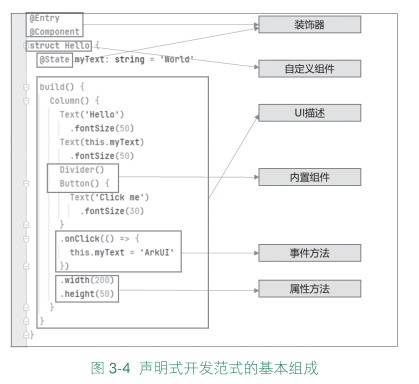 @Entry
@Component
struct Hello {
@State myText: string = 'World'
build() {
Column() {
Text('Hello')
.fontSize(50)
Text(this.myText)
.fontSize(50)
Divider()
Button() {
Text('Click me')
.fontSize(30)
}
.onClick(() => {
this.myText = 'ArkUI'
})
.width(200)
.height(50)
}
}
}
装饰器
自定义组件
UI描述
内置组件
事件方法
属性方法
图 3-4 声明式开发范式的基本组成